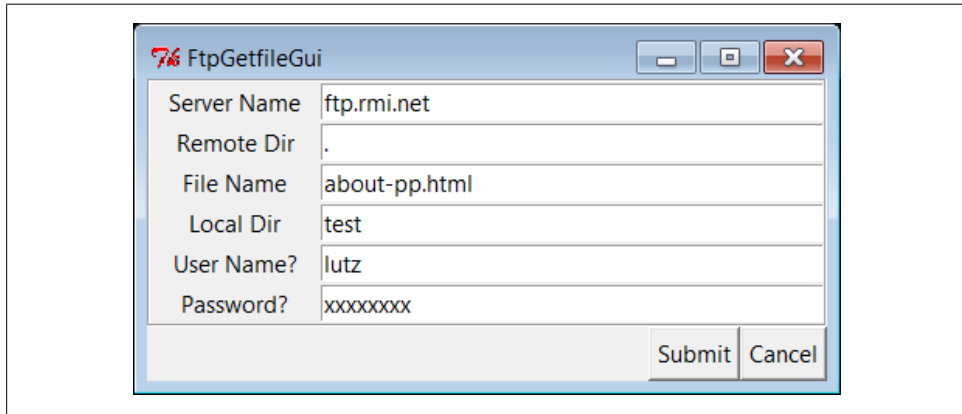 FtpGetfileGui
Server Name ftp.rmi.net
Remote Dir .
File Name about-pp.html
Local Dir test
User Name? lutz
Password? xxxxxxxx
Submit Cancel